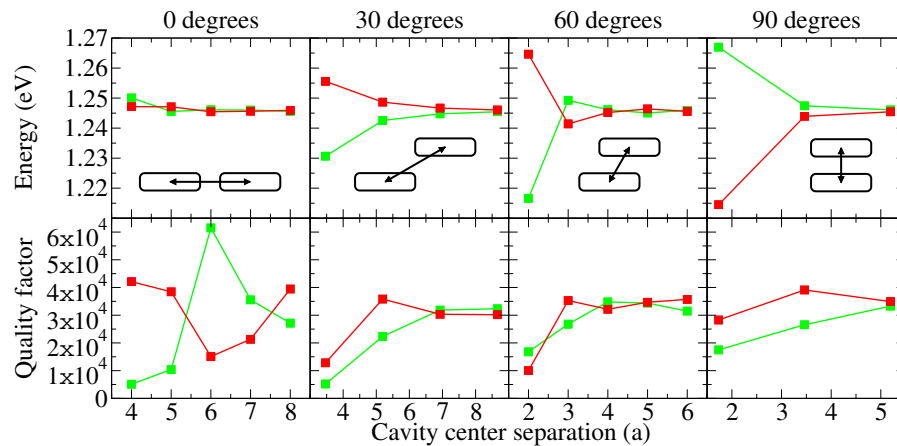 0 degrees 30 degrees 60 degrees 90 degrees
Energy (eV)
1.27
1.26
1.25
1.24
1.23
1.22
Quality factor
6x10^4
5x10^4
4x10^4
3x10^4
2x10^4
1x10^4
0
4 5 6 7 8 4 5 6 7 8 2 3 4 5 6 2 3 4 5
Cavity center separation (a)